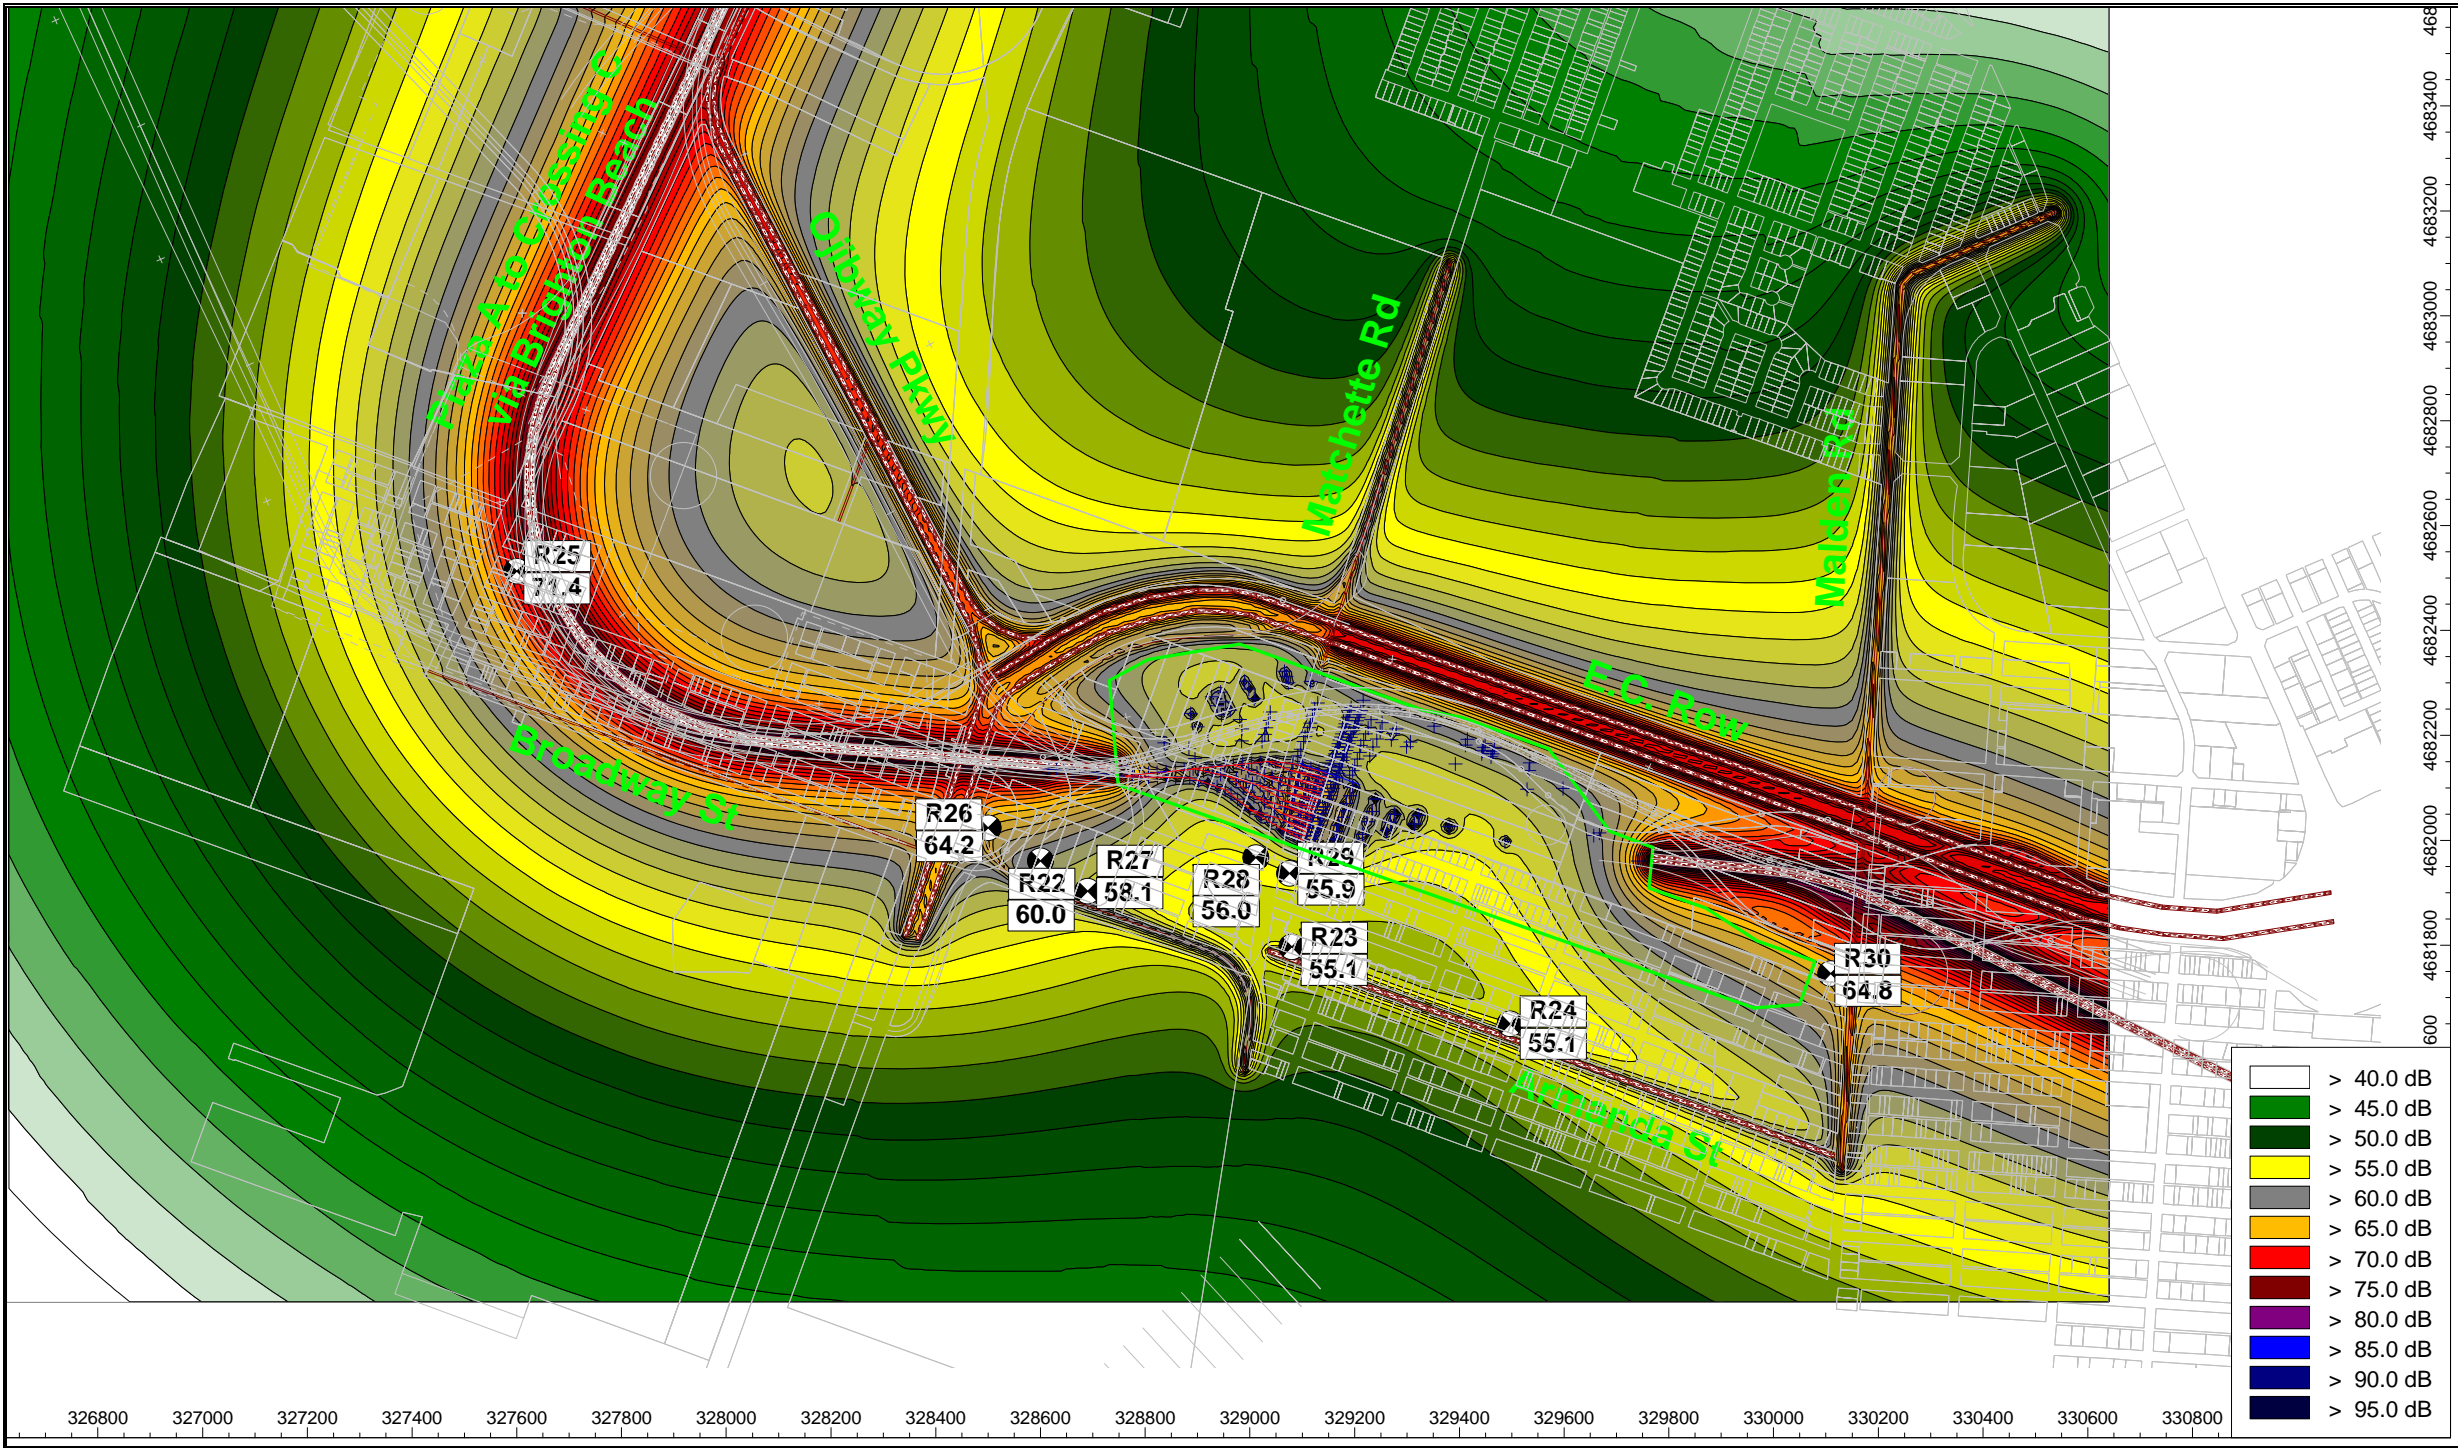 Plaza A to Crossing C
via Brighton Beach
Ojibway Pkwy
Matchette Rd
Malden Rd
E.C. Row
Broadway St
Armanda St
R25
71.4
R26
64.2
R22
60.0
R27
58.1
R28
56.0
R29
55.9
R23
55.1
R24
55.1
R30
64.8
468
4683400
4683200
4683000
4682800
4682600
4682400
4682200
4682000
4681800
600
> 40.0 dB
> 45.0 dB
> 50.0 dB
> 55.0 dB
> 60.0 dB
> 65.0 dB
> 70.0 dB
> 75.0 dB
> 80.0 dB
> 85.0 dB
> 90.0 dB
> 95.0 dB
326800 327000 327200 327400 327600 327800 328000 328200 328400 328600 328800 329000 329200 329400 329600 329800 330000 330200 330400 330600 330800